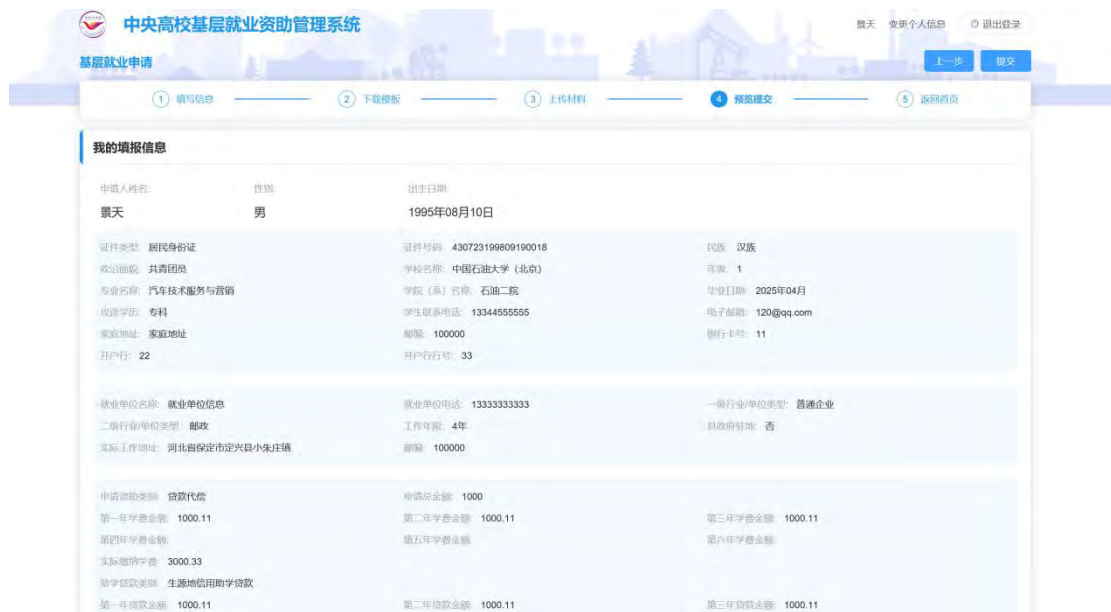 中央高校基层就业资助管理系统
景天 变更个人信息 退出登录
基层就业申请
上一步 提交
1 填写信息 2 下载模板 3 上传材料 4 预览提交 5 返回首页
我的填报信息
申请人姓名: 性别: 出生日期:
景天 男 1995年08月10日
证件类型: 居民身份证 证件号码: 430723199809190018 民族: 汉族
政治面貌: 共青团员 学校名称: 中国石油大学（北京） 年级: 1
专业名称: 汽车技术服务与营销 学院（系）名称: 石油二院 毕业日期: 2025年04月
攻读学历: 专科 学生联系电话: 13344555555 电子邮箱: 120@qq.com
家庭地址: 家庭地址 邮编: 100000 银行卡号: 11
开户行: 22 开户行行号: 33
就业单位名称: 就业单位信息 就业单位电话: 13333333333 一级行业/单位类型: 普通企业
二级行业/单位类型: 邮政 工作年限: 4年 县政府驻地: 否
实际工作地址: 河北省保定市定兴县小朱庄镇 邮编: 100000
申请资助类别: 贷款代偿 申请总金额: 1000
第一年学费金额: 1000.11 第二年学费金额: 1000.11 第三年学费金额: 1000.11
第四年学费金额: 第五年学费金额: 第六年学费金额:
实际缴纳学费: 3000.33
助学贷款类别: 生源地信用助学贷款
第一年贷款金额: 1000.11 第二年贷款金额: 1000.11 第三年贷款金额: 1000.11